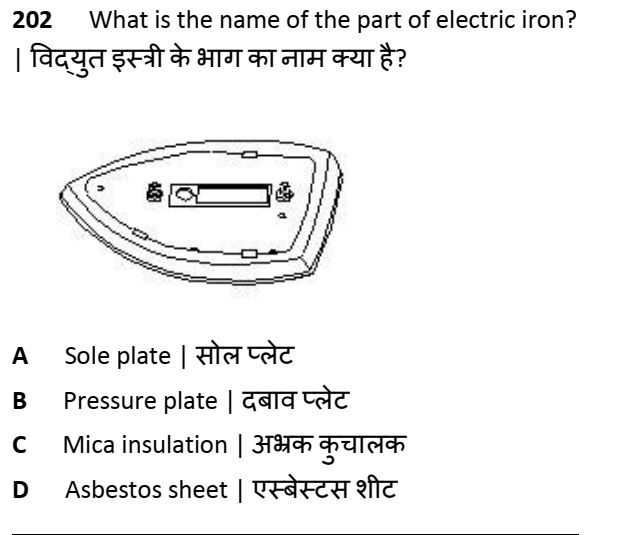 202 What is the name of the part of electric iron?
| विद्युत इस्त्री के भाग का नाम क्या है?
A Sole plate | सोल प्लेट
B Pressure plate | दबाव प्लेट
C Mica insulation | अभ्रक कुचालक
D Asbestos sheet | एस्बेस्टस शीट